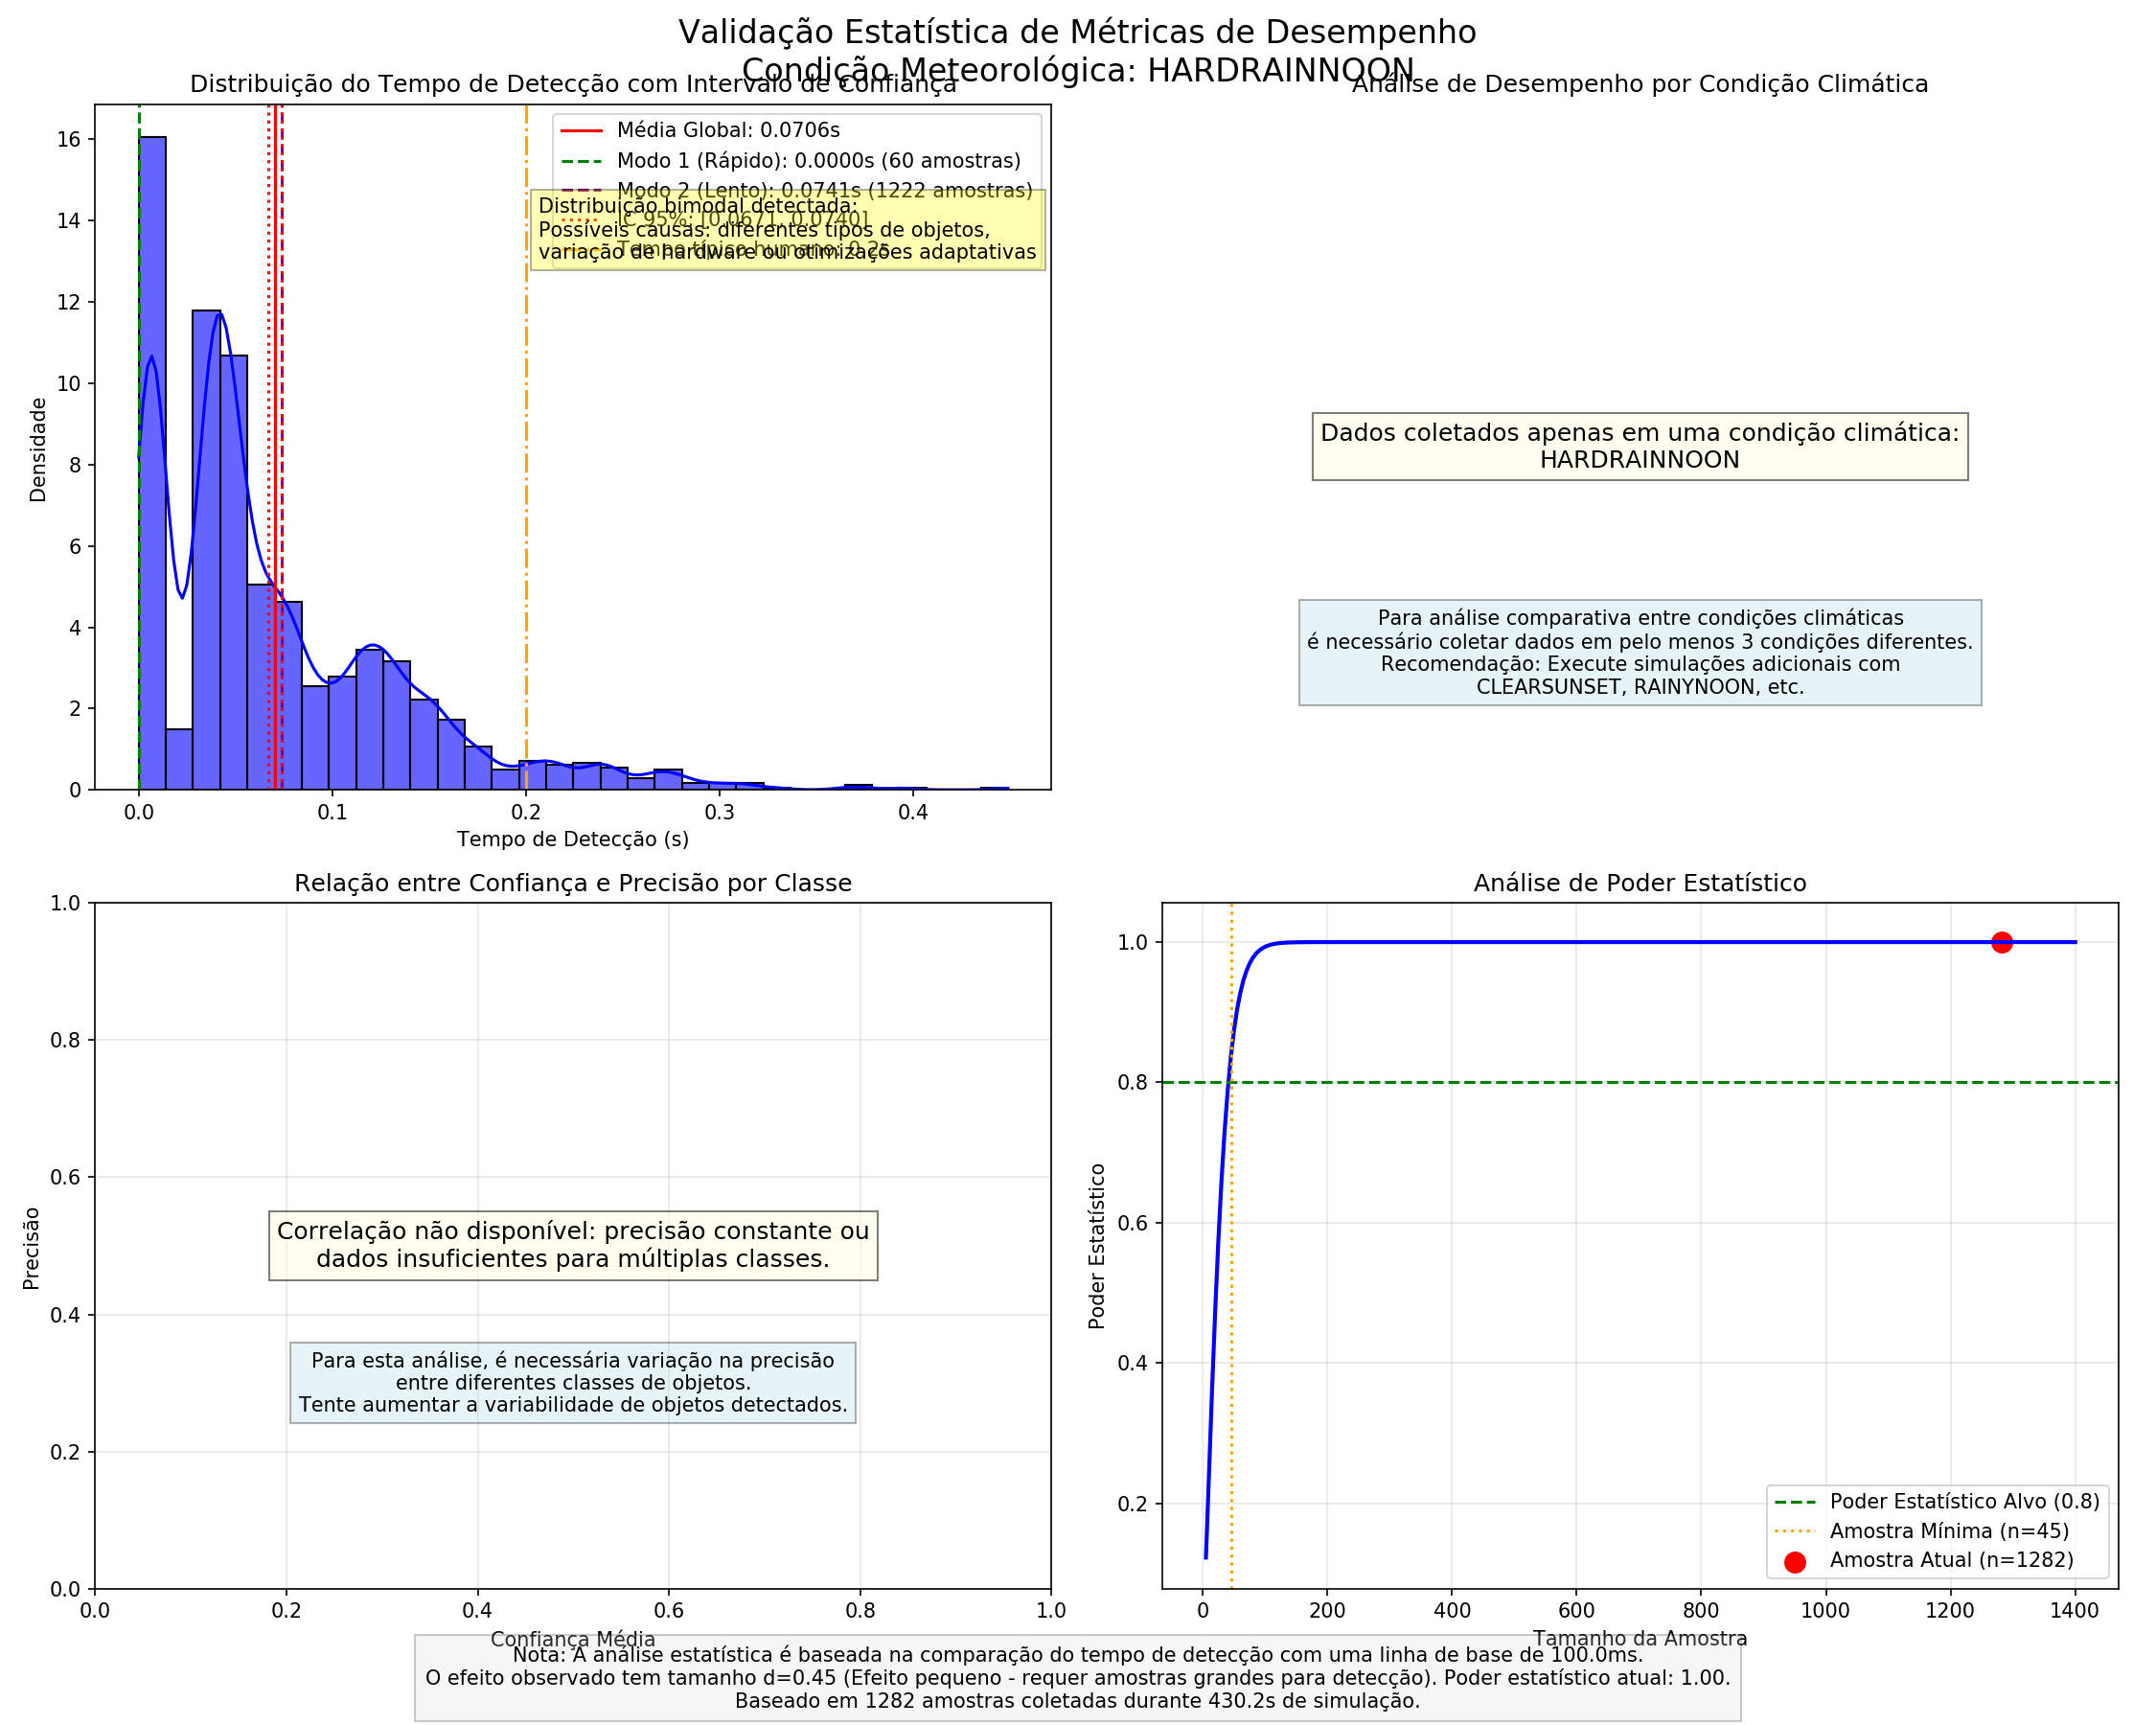 Validação Estatística de Métricas de Desempenho
Condição Meteorológica: HARDRAINNOON
Distribuição do Tempo de Detecção com Intervalo de Confiança
Média Global: 0.0706s
Modo 1 (Rápido): 0.0000s (60 amostras)
Modo 2 (Lento): 0.0741s (1222 amostras)
IC 95%: [0.0671, 0.0740]
Tempo típico humano: 0.2s
Distribuição bimodal detectada:
Possíveis causas: diferentes tipos de objetos,
variação de hardware ou otimizações adaptativas
Densidade
16
14
12
10
8
6
4
2
0
0.0
0.1
0.2
0.3
0.4
Tempo de Detecção (s)
Análise de Desempenho por Condição Climática
Dados coletados apenas em uma condição climática:
HARDRAINNOON
Para análise comparativa entre condições climáticas
é necessário coletar dados em pelo menos 3 condições diferentes.
Recomendação: Execute simulações adicionais com
CLEARSUNSET, RAINYNOON, etc.
Relação entre Confiança e Precisão por Classe
Precisão
1.0
0.8
0.6
0.4
0.2
0.0
Correlação não disponível: precisão constante ou
dados insuficientes para múltiplas classes.
Para esta análise, é necessária variação na precisão
entre diferentes classes de objetos.
Tente aumentar a variabilidade de objetos detectados.
0.0
0.2
0.4
0.6
0.8
1.0
Confiança Média
Análise de Poder Estatístico
Poder Estatístico
1.0
0.8
0.6
0.4
0.2
Poder Estatístico Alvo (0.8)
Amostra Mínima (n=45)
Amostra Atual (n=1282)
0
200
400
600
800
1000
1200
1400
Tamanho da Amostra
Nota: A análise estatística é baseada na comparação do tempo de detecção com uma linha de base de 100.0ms.
O efeito observado tem tamanho d=0.45 (Efeito pequeno - requer amostras grandes para detecção). Poder estatístico atual: 1.00.
Baseado em 1282 amostras coletadas durante 430.2s de simulação.